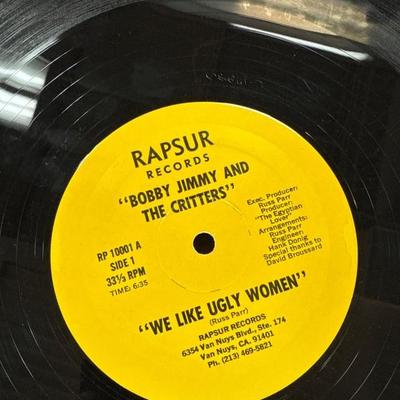 RAPSUR
RECORDS
"BOBBY JIMMY AND
THE CRITTERS"
RP 10001 A
SIDE 1
33⅓ RPM
TIME: 6:35
Exec. Producer:
Russ Parr
Producer:
"The Egyptian
Lover"
Arrangements:
Russ Parr
Engineer:
Hank Donig
Special thanks to
David Broussard
"WE LIKE UGLY WOMEN"
(Russ Parr)
RAPSUR RECORDS
6354 Van Nuys Blvd., Ste. 174
Van Nuys, CA. 91401
Ph. (213) 469-5821